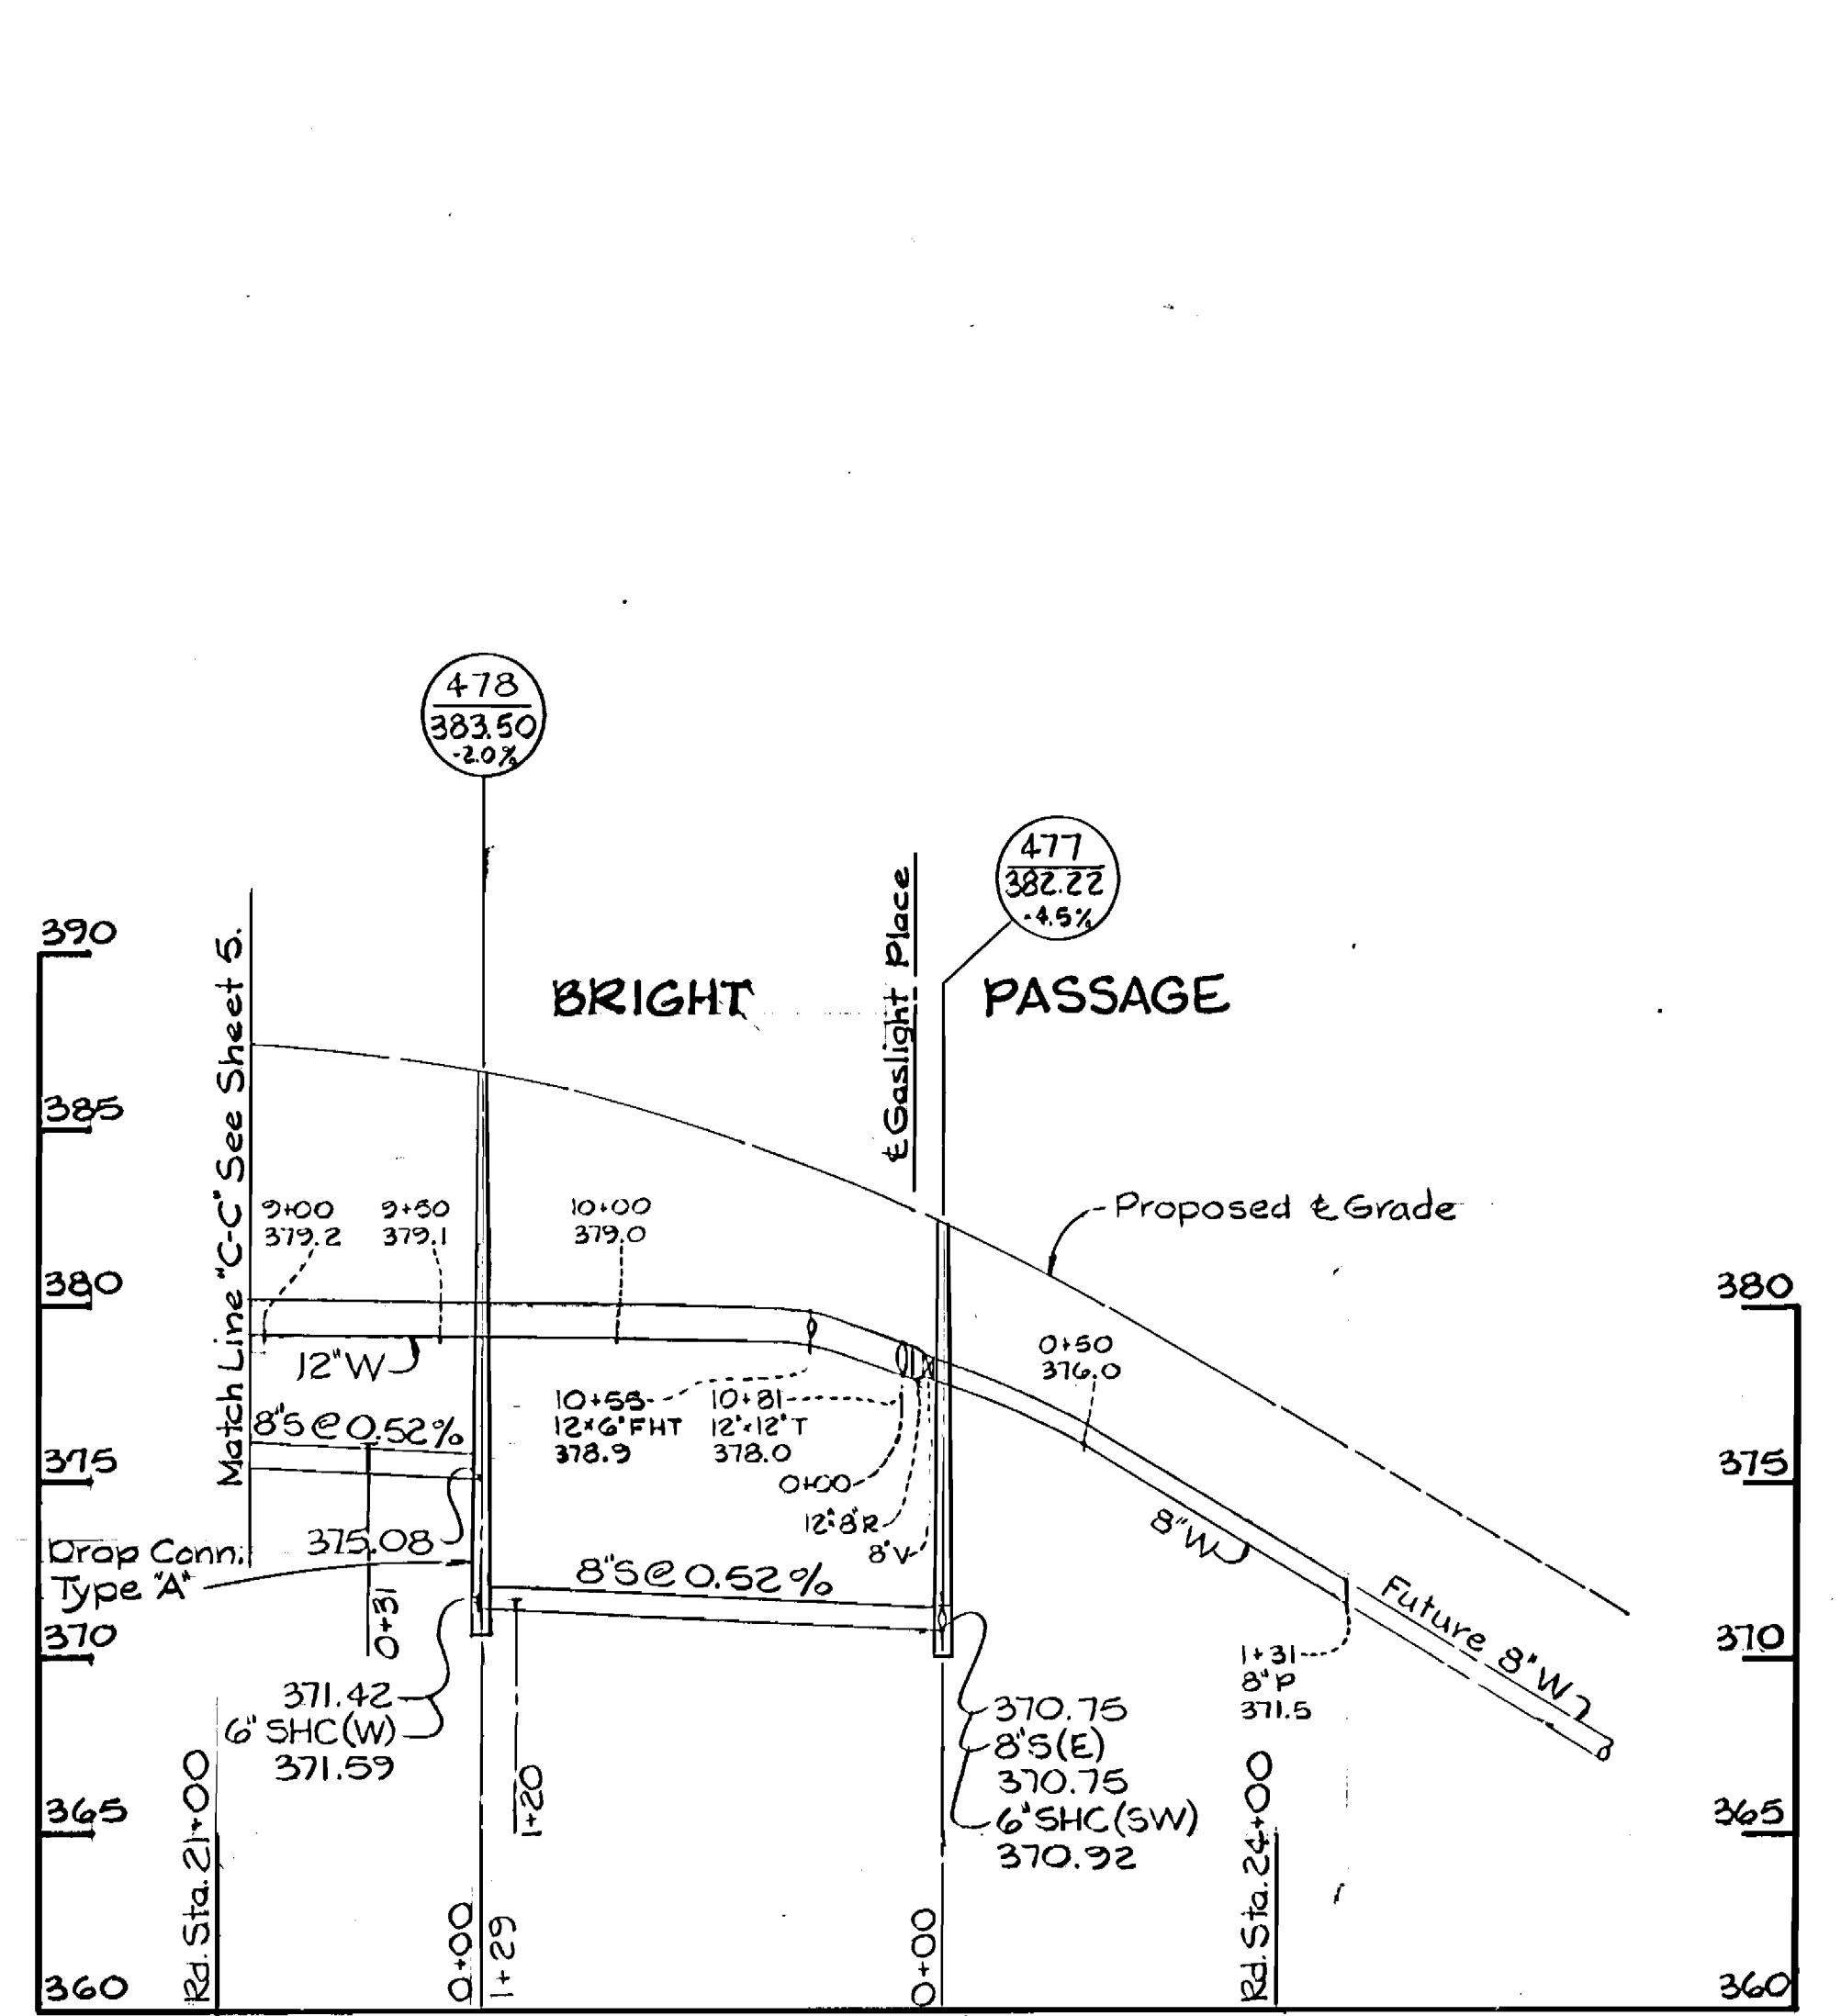 478
383.50
-2.0%
477
382.22
-4.5%
BRIGHT PASSAGE
℄ Gaslight Place
Match Line "C-C" See Sheet 5.
390
385
380
375
370
365
360
380
375
370
365
360
Proposed ℄ Grade
9+00
379.2
9+50
379.1
10+00
379.0
12"W
8"S@0.52%
10+55
12"x6"FHT
378.9
10+81
12"x12"T
378.0
0+00
12"x8"R
8"V
0+50
376.0
8"W
Future 8"W
1+31
8"P
371.5
375.08
Drop Conn.
Type "A"
0+31
8"S@0.52%
371.42
6"SHC(W)
371.59
1+20
370.75
8"S(E)
370.75
6"SHC(SW)
370.92
Rd. Sta. 21+00
0+00
1+29
0+00
Rd. Sta. 24+00